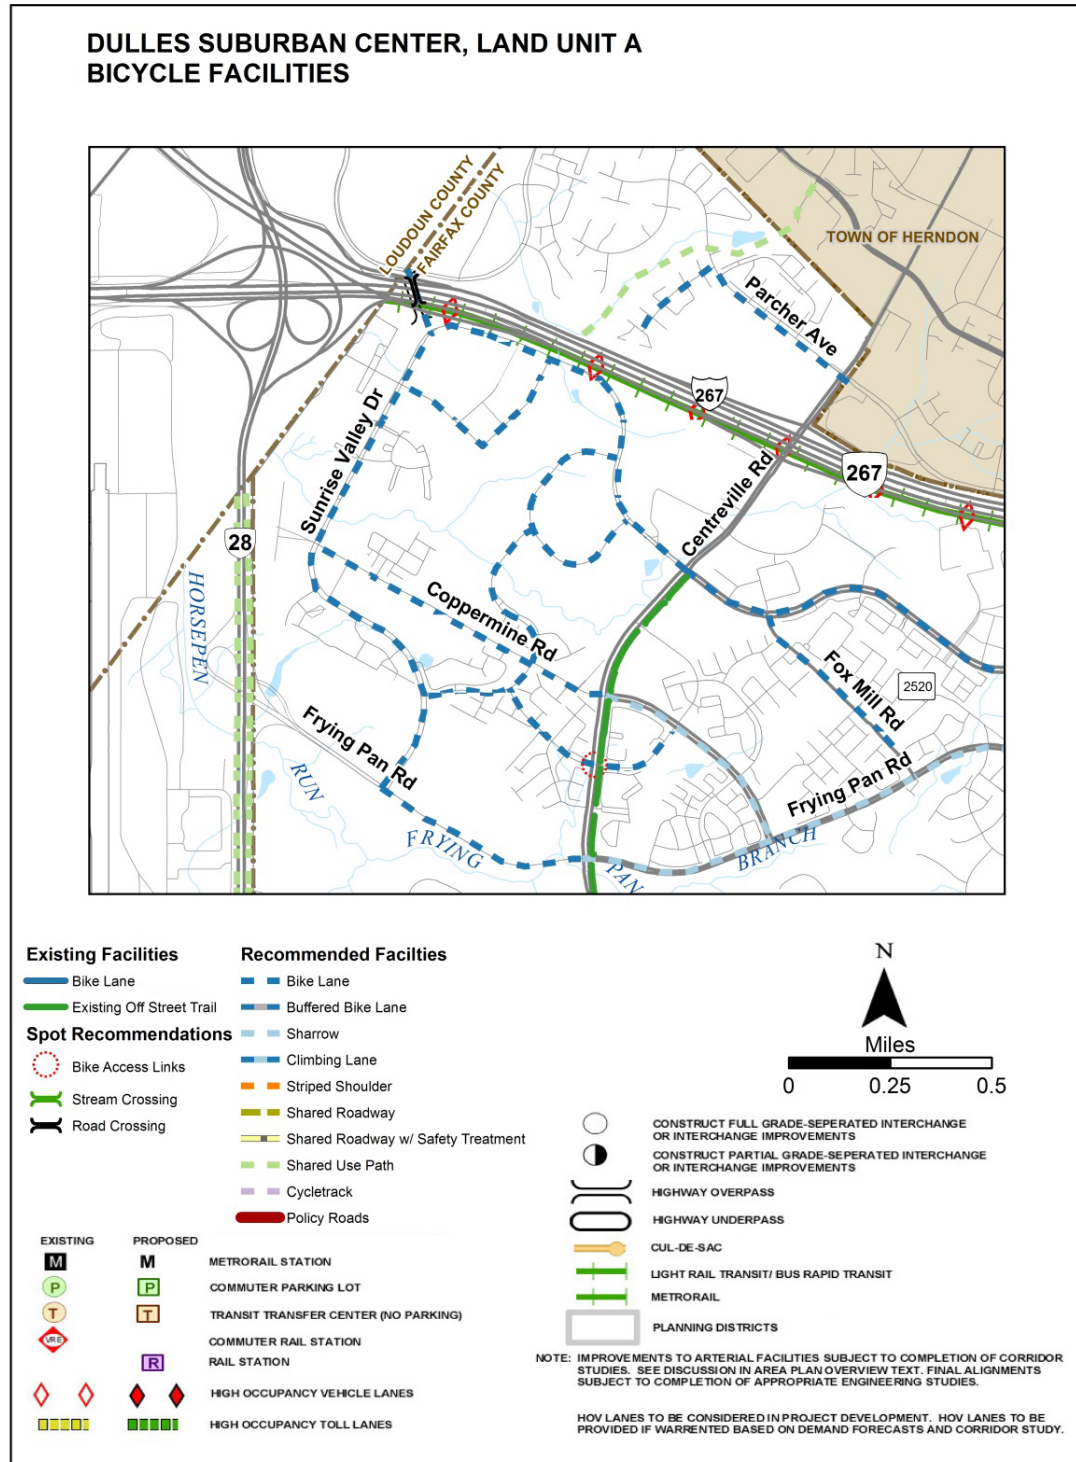 DULLES SUBURBAN CENTER, LAND UNIT A
BICYCLE FACILITIES
LOUDOUN COUNTY
FAIRFAX COUNTY
TOWN OF HERNDON
Parcher Ave
267
267
Sunrise Valley Dr
Centreville Rd
28
HORSEPEN
Coppermine Rd
Fox Mill Rd
2520
Frying Pan Rd
Frying Pan Rd
RUN
FRYING
PAN
BRANCH
Existing Facilities
Bike Lane
Existing Off Street Trail
Spot Recommendations
Bike Access Links
Stream Crossing
Road Crossing
Recommended Facilties
Bike Lane
Buffered Bike Lane
Sharrow
Climbing Lane
Striped Shoulder
Shared Roadway
Shared Roadway w/ Safety Treatment
Shared Use Path
Cycletrack
Policy Roads
N
Miles
0 0.25 0.5
EXISTING PROPOSED
M M METRORAIL STATION
P P COMMUTER PARKING LOT
T T TRANSIT TRANSFER CENTER (NO PARKING)
VRE COMMUTER RAIL STATION
R RAIL STATION
HIGH OCCUPANCY VEHICLE LANES
HIGH OCCUPANCY TOLL LANES
CONSTRUCT FULL GRADE-SEPERATED INTERCHANGE
OR INTERCHANGE IMPROVEMENTS
CONSTRUCT PARTIAL GRADE-SEPERATED INTERCHANGE
OR INTERCHANGE IMPROVEMENTS
HIGHWAY OVERPASS
HIGHWAY UNDERPASS
CUL-DE-SAC
LIGHT RAIL TRANSIT/ BUS RAPID TRANSIT
METRORAIL
PLANNING DISTRICTS
NOTE: IMPROVEMENTS TO ARTERIAL FACILITIES SUBJECT TO COMPLETION OF CORRIDOR
STUDIES. SEE DISCUSSION IN AREA PLAN OVERVIEW TEXT. FINAL ALIGNMENTS
SUBJECT TO COMPLETION OF APPROPRIATE ENGINEERING STUDIES.
HOV LANES TO BE CONSIDERED IN PROJECT DEVELOPMENT. HOV LANES TO BE
PROVIDED IF WARRENTED BASED ON DEMAND FORECASTS AND CORRIDOR STUDY.